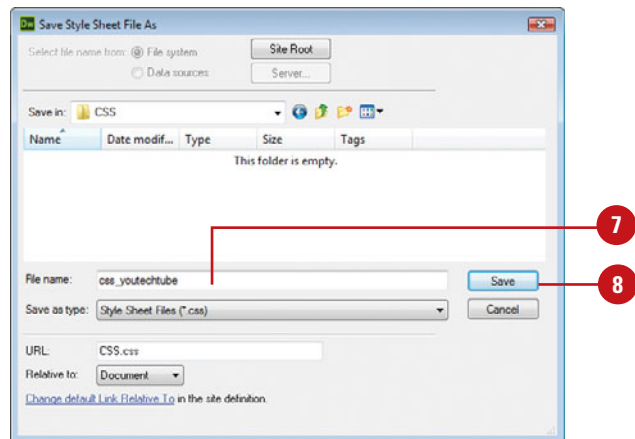 Dw Save Style Sheet File As
Select file name from: File system Site Root
Data sources Server...
Save in: CSS
Name Date modif... Type Size Tags
This folder is empty.
7
File name: css_youtechtube Save
8
Save as type: Style Sheet Files (*.css) Cancel
URL: CSS.css
Relative to: Document
Change default Link Relative To in the site definition.